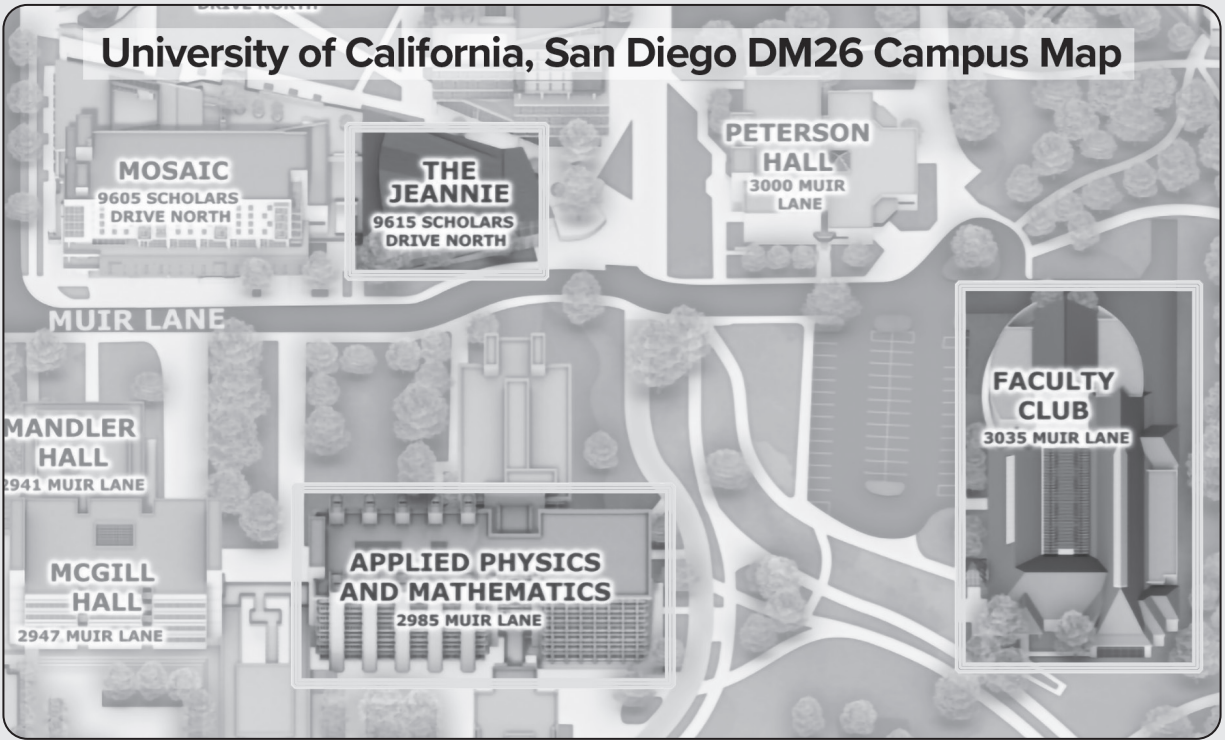 DRIVE NORTH
University of California, San Diego DM26 Campus Map
MOSAIC
9605 SCHOLARS
DRIVE NORTH
THE
JEANNIE
9615 SCHOLARS
DRIVE NORTH
PETERSON
HALL
3000 MUIR
LANE
MUIR LANE
FACULTY
CLUB
3035 MUIR LANE
MANDLER
HALL
2941 MUIR LANE
APPLIED PHYSICS
AND MATHEMATICS
2985 MUIR LANE
MCGILL
HALL
2947 MUIR LANE